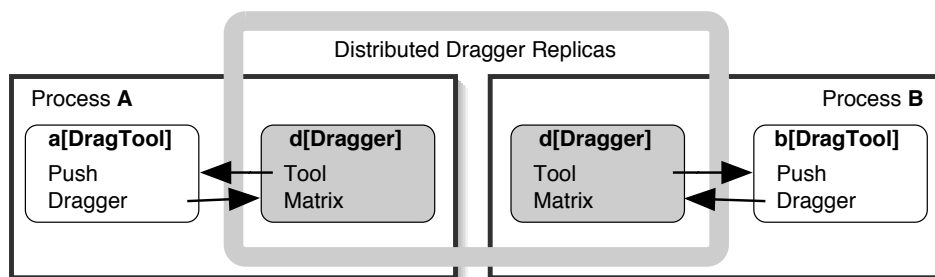 Distributed Dragger Replicas
Process A
Process B
a[DragTool]
Push
Dragger
d[Dragger]
Tool
Matrix
d[Dragger]
Tool
Matrix
b[DragTool]
Push
Dragger